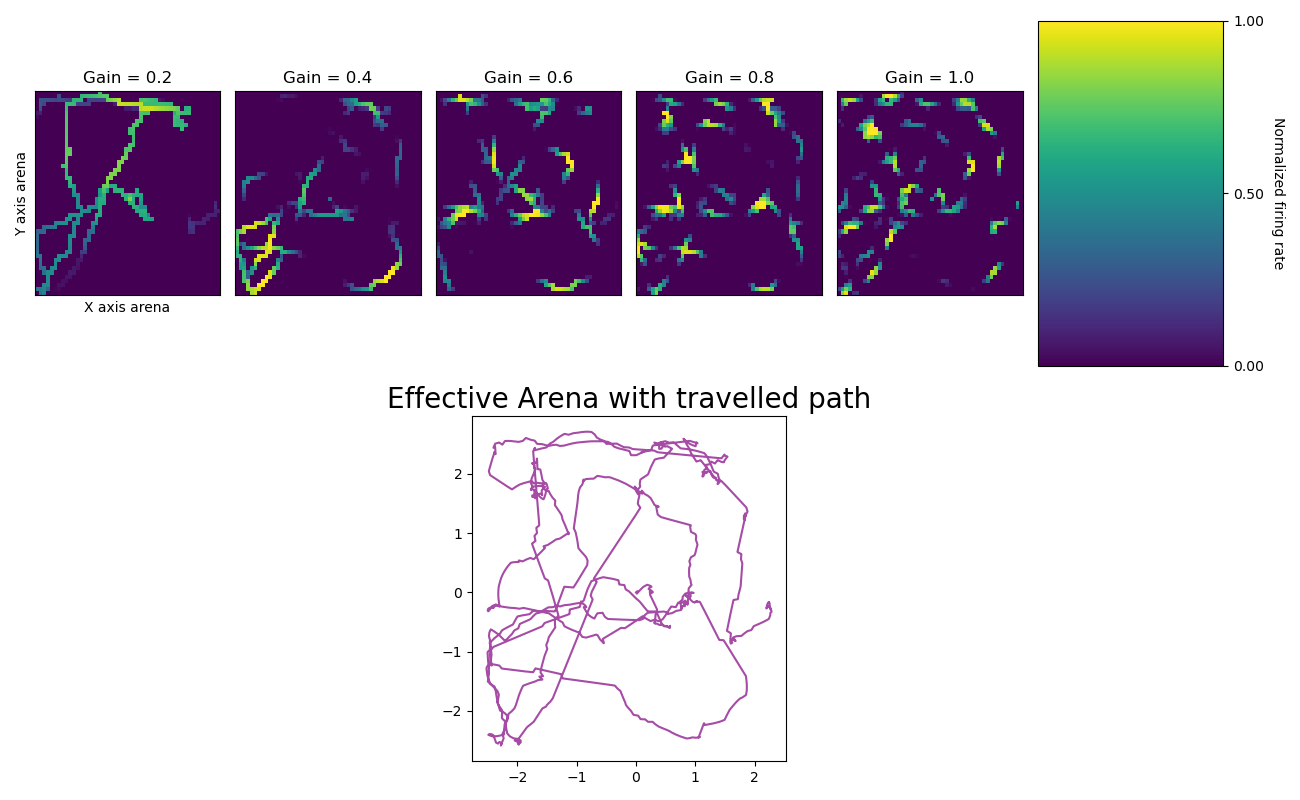 Gain = 0.2
Gain = 0.4
Gain = 0.6
Gain = 0.8
Gain = 1.0
Y axis arena
X axis arena
1.00
0.50
0.00
Normalized firing rate
Effective Arena with travelled path
2
1
0
−1
−2
−2 −1 0 1 2